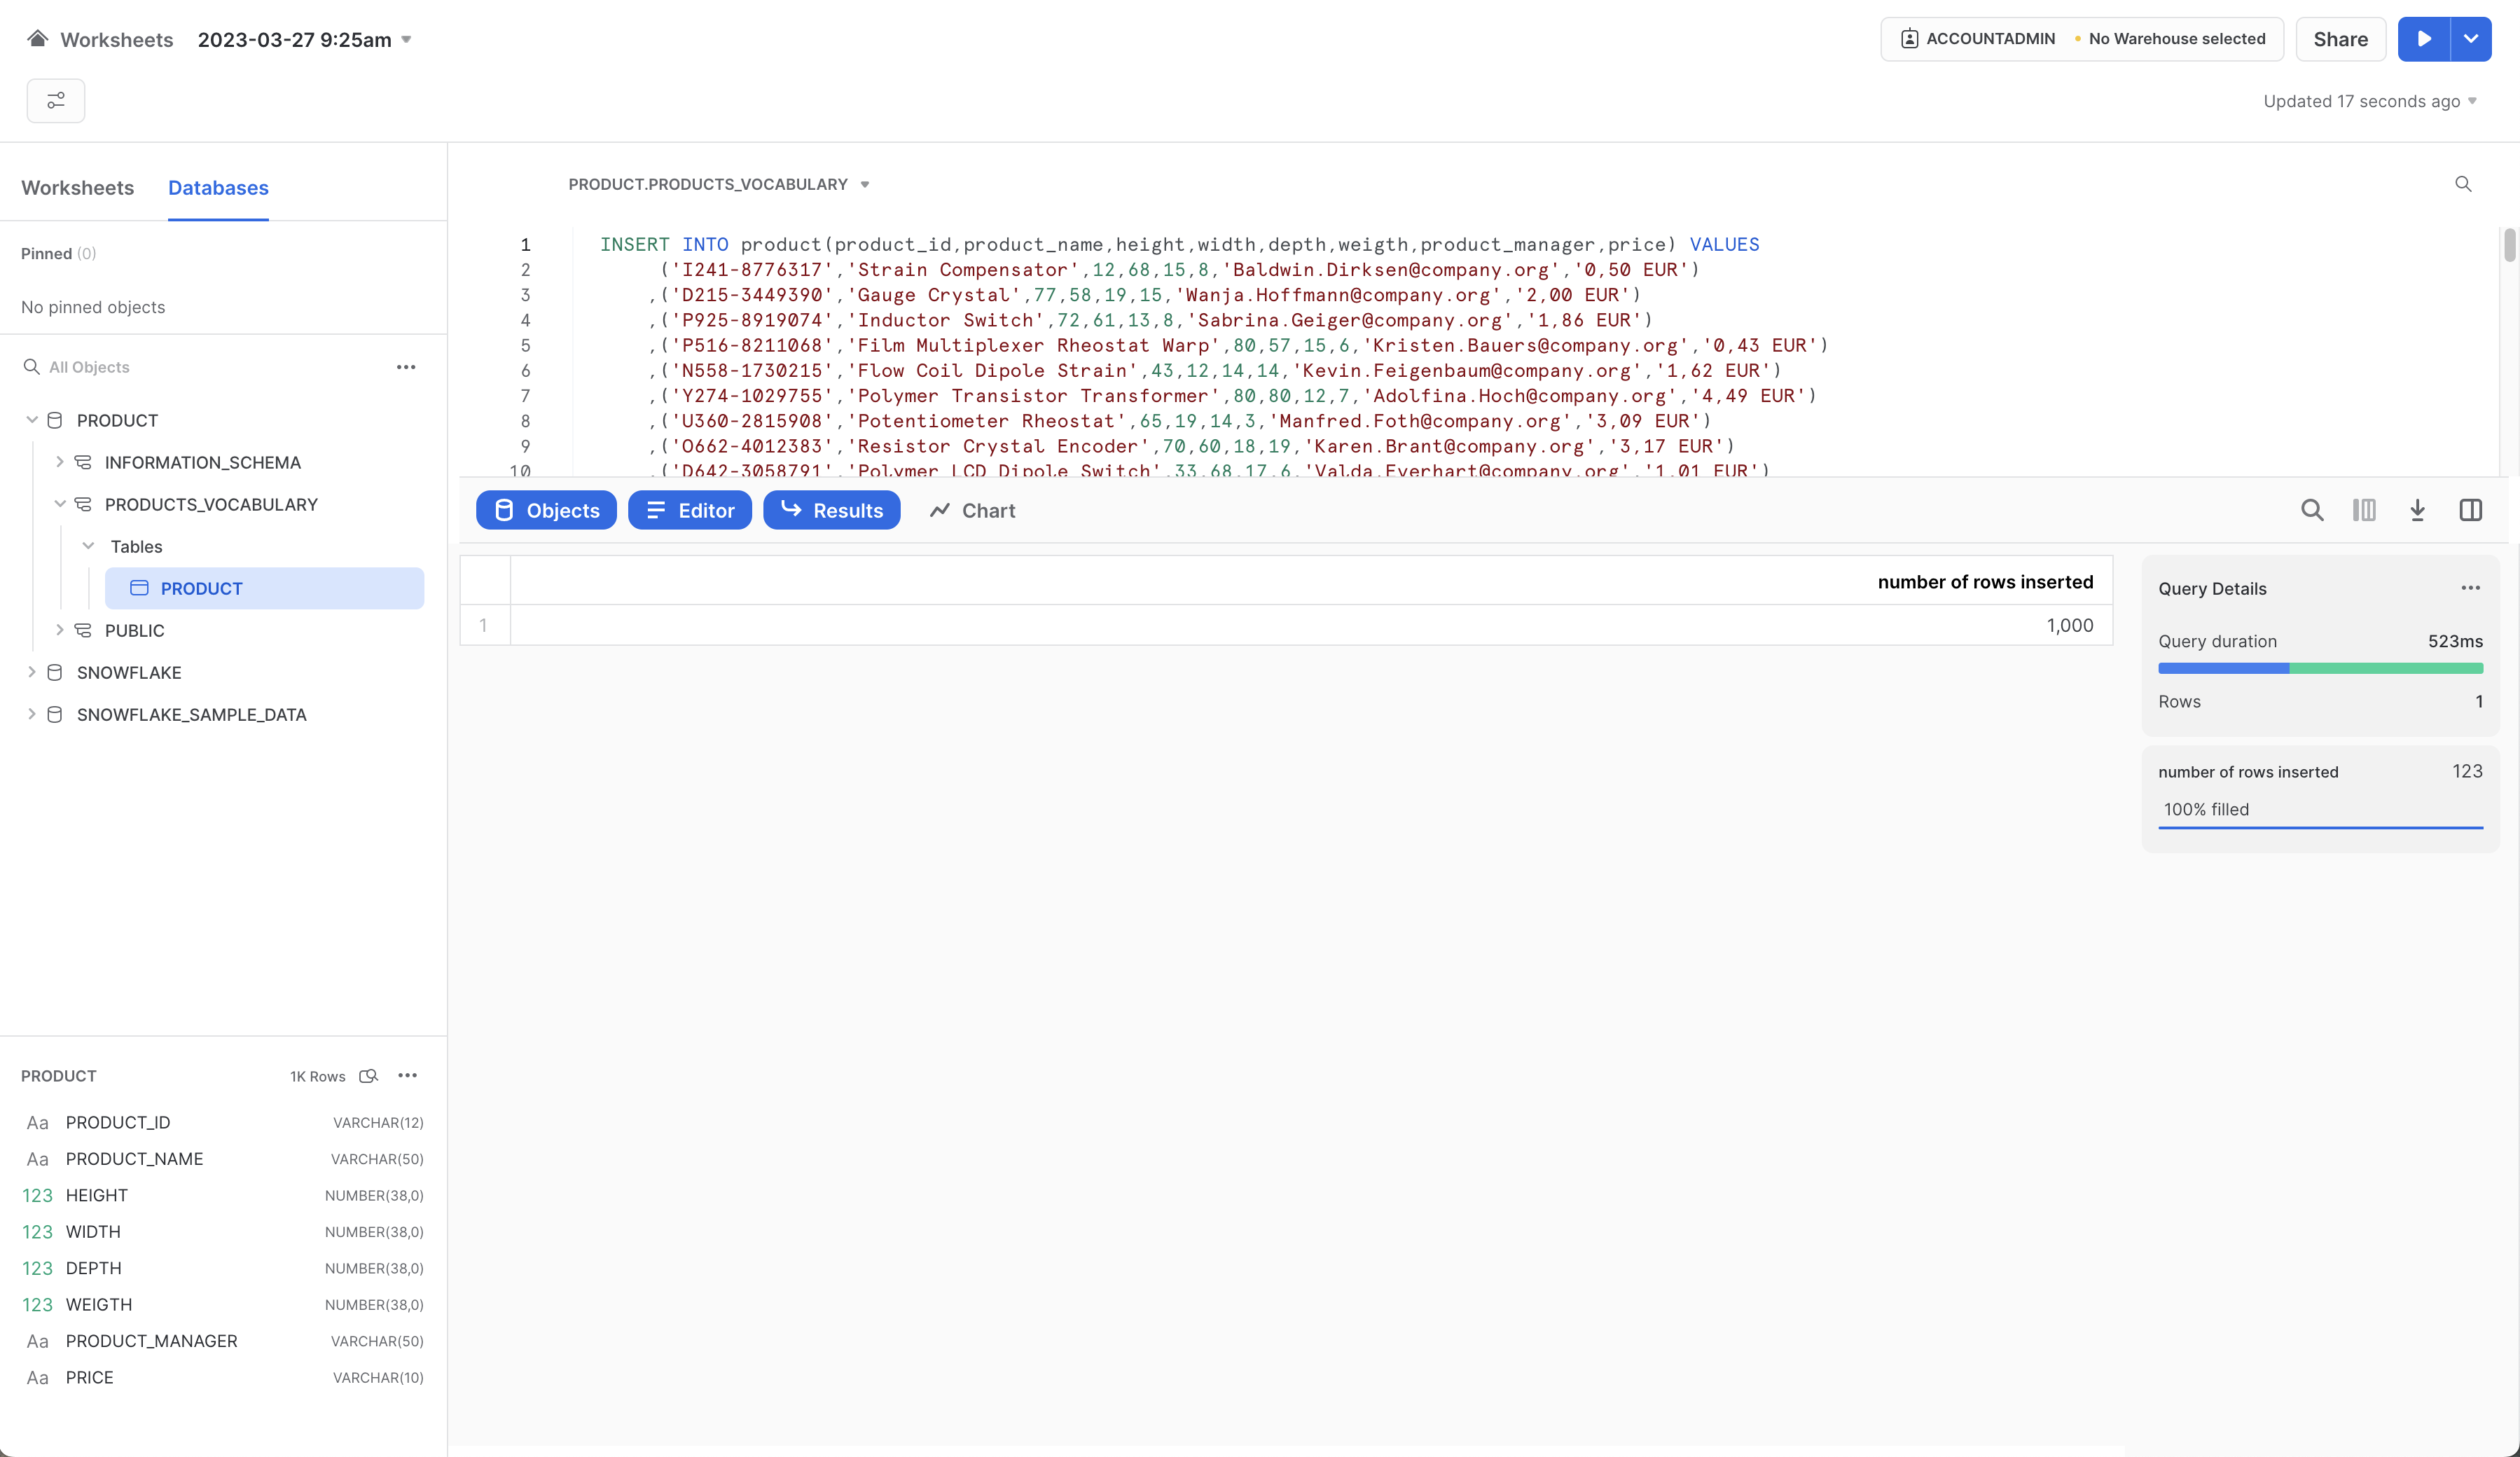 Worksheets 2023-03-27 9:25am
ACCOUNTADMIN No Warehouse selected Share
Updated 17 seconds ago
Worksheets Databases
Pinned (0)
No pinned objects
All Objects
PRODUCT
INFORMATION_SCHEMA
PRODUCTS_VOCABULARY
Tables
PRODUCT
PUBLIC
SNOWFLAKE
SNOWFLAKE_SAMPLE_DATA
PRODUCT 1K Rows
Aa PRODUCT_ID VARCHAR(12)
Aa PRODUCT_NAME VARCHAR(50)
123 HEIGHT NUMBER(38,0)
123 WIDTH NUMBER(38,0)
123 DEPTH NUMBER(38,0)
123 WEIGTH NUMBER(38,0)
Aa PRODUCT_MANAGER VARCHAR(50)
Aa PRICE VARCHAR(10)
PRODUCT.PRODUCTS_VOCABULARY
1 INSERT INTO product(product_id,product_name,height,width,depth,weigth,product_manager,price) VALUES
2 ('I241-8776317','Strain Compensator',12,68,15,8,'Baldwin.Dirksen@company.org','0,50 EUR')
3 ,('D215-3449390','Gauge Crystal',77,58,19,15,'Wanja.Hoffmann@company.org','2,00 EUR')
4 ,('P925-8919074','Inductor Switch',72,61,13,8,'Sabrina.Geiger@company.org','1,86 EUR')
5 ,('P516-8211068','Film Multiplexer Rheostat Warp',80,57,15,6,'Kristen.Bauers@company.org','0,43 EUR')
6 ,('N558-1730215','Flow Coil Dipole Strain',43,12,14,14,'Kevin.Feigenbaum@company.org','1,62 EUR')
7 ,('Y274-1029755','Polymer Transistor Transformer',80,80,12,7,'Adolfina.Hoch@company.org','4,49 EUR')
8 ,('U360-2815908','Potentiometer Rheostat',65,19,14,3,'Manfred.Foth@company.org','3,09 EUR')
9 ,('O662-4012383','Resistor Crystal Encoder',70,60,18,19,'Karen.Brant@company.org','3,17 EUR')
10 ,('D642-3058791','Polymer LCD Dipole Switch',33,68,17,6,'Valda.Everhart@company.org','1,01 EUR')
Objects Editor Results Chart
number of rows inserted
1 1,000
Query Details
Query duration 523ms
Rows 1
number of rows inserted 123
100% filled